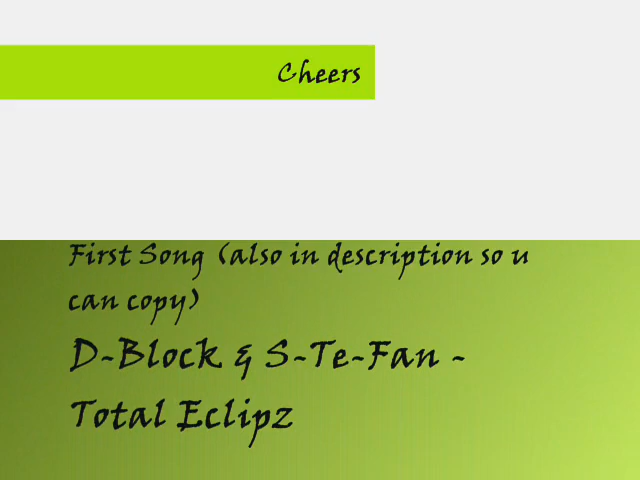 Cheers
First Song (also in description so u
can copy)
D-Block & S-Te-Fan -
Total Eclipz